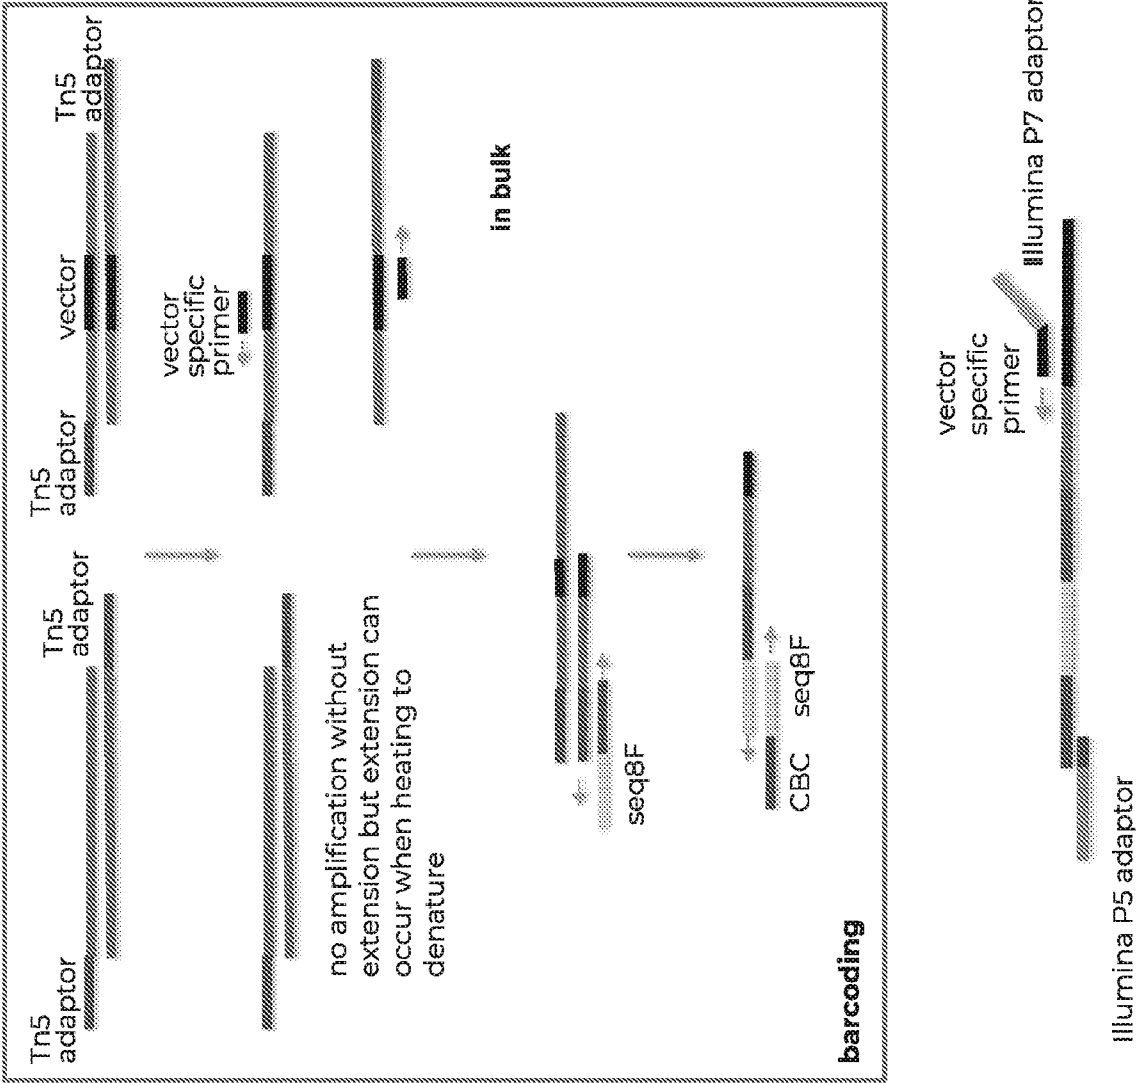 Tn5
adaptor
Tn5
adaptor
Tn5
adaptor
vector
Tn5
adaptor
vector
specific
primer
no amplification without
extension but extension can
occur when heating to
denature
in bulk
seq8F
CBC seq8F
barcoding
vector
specific
primer
Illumina P7 adaptor
Illumina P5 adaptor